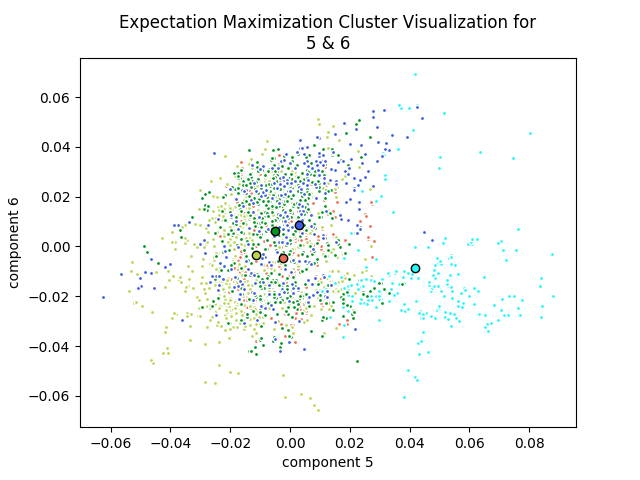 Expectation Maximization Cluster Visualization for
5 & 6
component 6
0.06
0.04
0.02
0.00
−0.02
−0.04
−0.06
−0.06 −0.04 −0.02 0.00 0.02 0.04 0.06 0.08
component 5